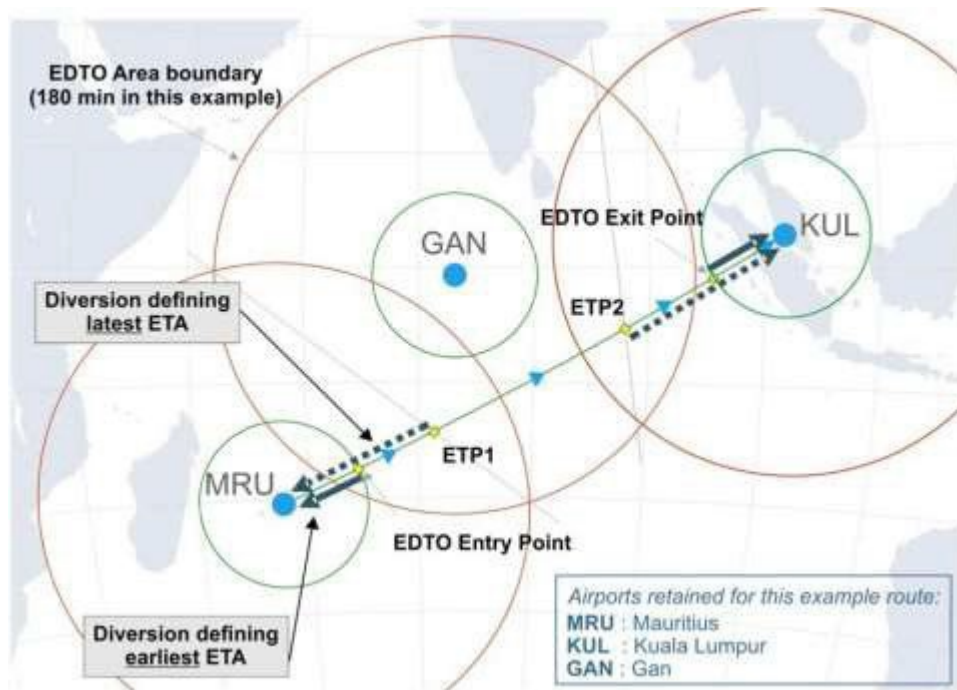 EDTO Area boundary
(180 min in this example)
EDTO Exit Point
KUL
GAN
Diversion defining
latest ETA
ETP2
ETP1
MRU
EDTO Entry Point
Diversion defining
earliest ETA
Airports retained for this example route:
MRU : Mauritius
KUL : Kuala Lumpur
GAN : Gan